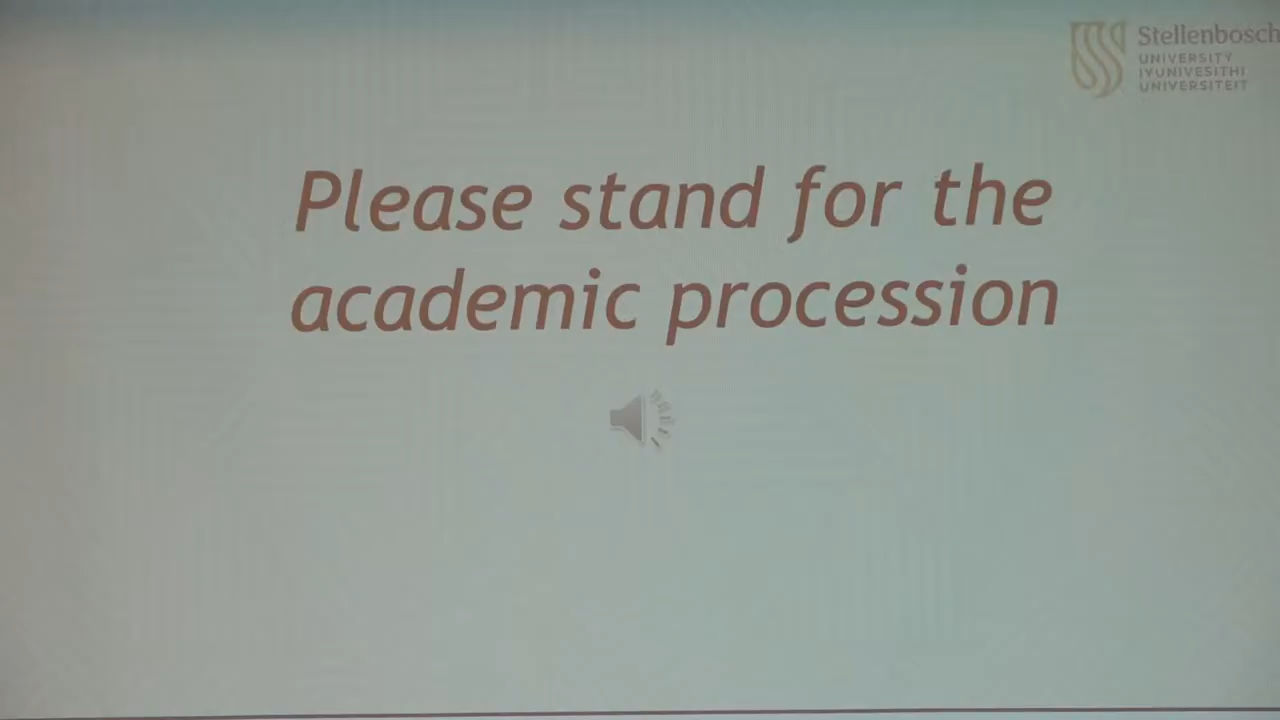 Stellenbosch
UNIVERSITY
IYUNIVESITHI
UNIVERSITEIT
Please stand for the
academic procession